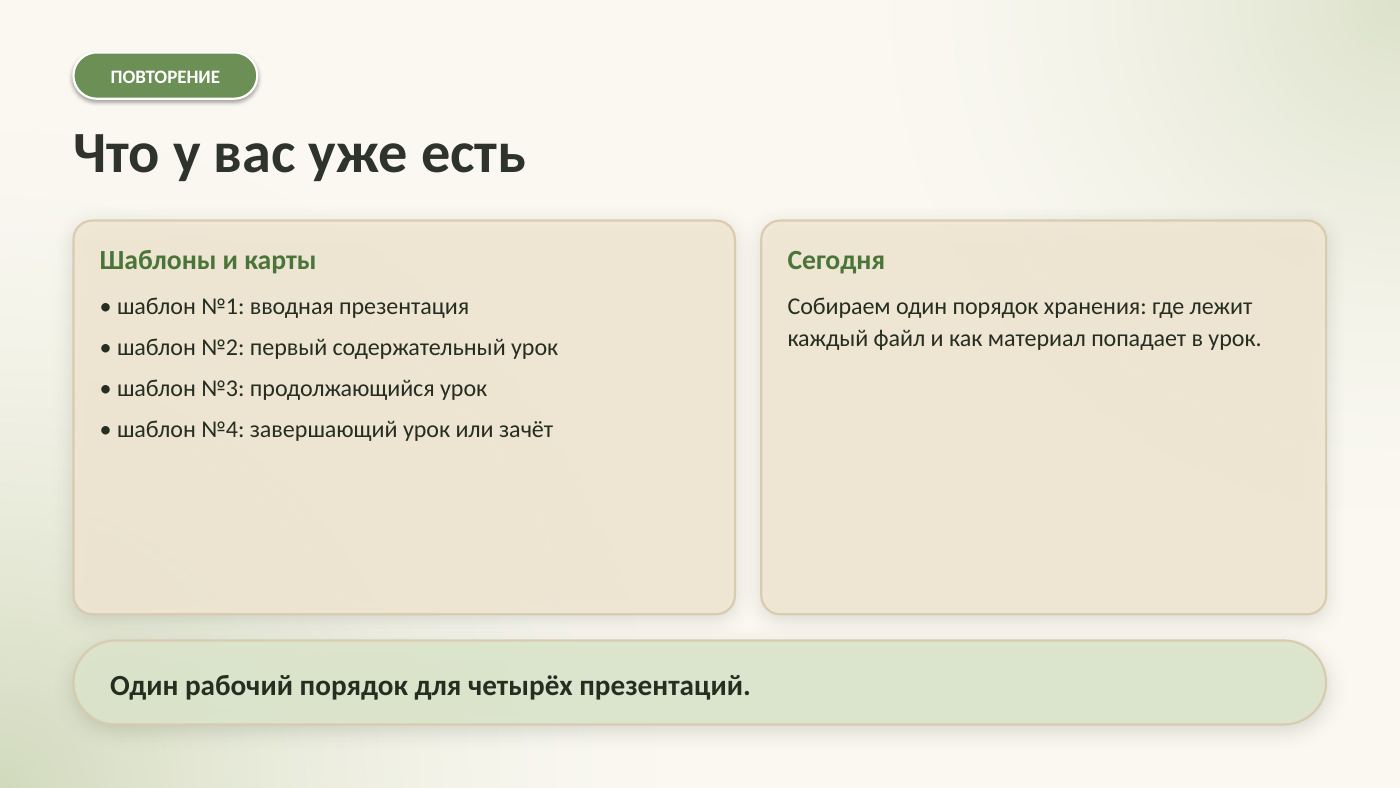 ПОВТОРЕНИЕ
Что у вас уже есть
Шаблоны и карты
• шаблон №1: вводная презентация
• шаблон №2: первый содержательный урок
• шаблон №3: продолжающийся урок
• шаблон №4: завершающий урок или зачёт
Сегодня
Собираем один порядок хранения: где лежит
каждый файл и как материал попадает в урок.
Один рабочий порядок для четырёх презентаций.